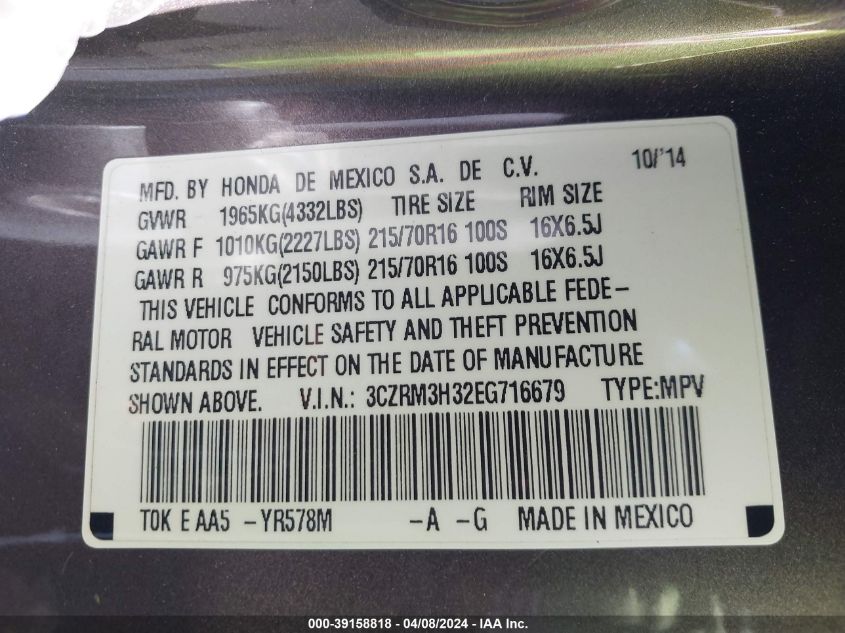 MFD. BY HONDA DE MEXICO S.A. DE C.V. 10/'14
GVWR 1965KG(4332LBS) TIRE SIZE RIM SIZE
GAWR F 1010KG(2227LBS) 215/70R16 100S 16X6.5J
GAWR R 975KG(2150LBS) 215/70R16 100S 16X6.5J
THIS VEHICLE CONFORMS TO ALL APPLICABLE FEDE-
RAL MOTOR VEHICLE SAFETY AND THEFT PREVENTION
STANDARDS IN EFFECT ON THE DATE OF MANUFACTURE
SHOWN ABOVE. V.I.N.: 3CZRM3H32EG716679 TYPE:MPV
T0K E AA5 -YR578M -A -G MADE IN MEXICO
000-39158818 - 04/08/2024 - IAA Inc.